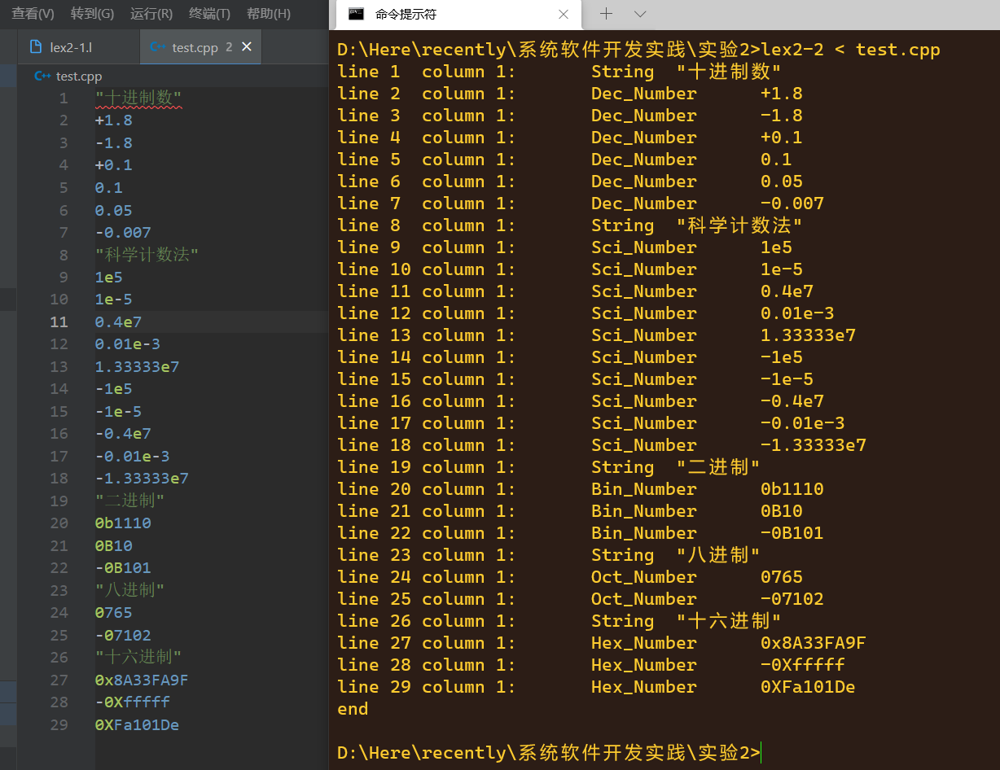 查看(V) 转到(G) 运行(R) 终端(T) 帮助(H)
lex2-1.l
C++ test.cpp 2
C++ test.cpp
1 "十进制数"
2 +1.8
3 -1.8
4 +0.1
5 0.1
6 0.05
7 -0.007
8 "科学计数法"
9 1e5
10 1e-5
11 0.4e7
12 0.01e-3
13 1.33333e7
14 -1e5
15 -1e-5
16 -0.4e7
17 -0.01e-3
18 -1.33333e7
19 "二进制"
20 0b1110
21 0B10
22 -0B101
23 "八进制"
24 0765
25 -07102
26 "十六进制"
27 0x8A33FA9F
28 -0Xfffff
29 0XFa101De
命令提示符
D:\Here\recently\系统软件开发实践\实验2>lex2-2 < test.cpp
line 1 column 1: String "十进制数"
line 2 column 1: Dec_Number +1.8
line 3 column 1: Dec_Number -1.8
line 4 column 1: Dec_Number +0.1
line 5 column 1: Dec_Number 0.1
line 6 column 1: Dec_Number 0.05
line 7 column 1: Dec_Number -0.007
line 8 column 1: String "科学计数法"
line 9 column 1: Sci_Number 1e5
line 10 column 1: Sci_Number 1e-5
line 11 column 1: Sci_Number 0.4e7
line 12 column 1: Sci_Number 0.01e-3
line 13 column 1: Sci_Number 1.33333e7
line 14 column 1: Sci_Number -1e5
line 15 column 1: Sci_Number -1e-5
line 16 column 1: Sci_Number -0.4e7
line 17 column 1: Sci_Number -0.01e-3
line 18 column 1: Sci_Number -1.33333e7
line 19 column 1: String "二进制"
line 20 column 1: Bin_Number 0b1110
line 21 column 1: Bin_Number 0B10
line 22 column 1: Bin_Number -0B101
line 23 column 1: String "八进制"
line 24 column 1: Oct_Number 0765
line 25 column 1: Oct_Number -07102
line 26 column 1: String "十六进制"
line 27 column 1: Hex_Number 0x8A33FA9F
line 28 column 1: Hex_Number -0Xfffff
line 29 column 1: Hex_Number 0XFa101De
end
D:\Here\recently\系统软件开发实践\实验2>